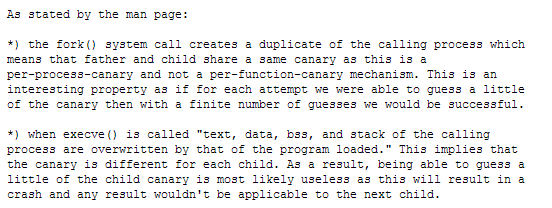 As stated by the man page:
*) the fork() system call creates a duplicate of the calling process which
means that father and child share a same canary as this is a
per-process-canary and not a per-function-canary mechanism. This is an
interesting property as if for each attempt we were able to guess a little
of the canary then with a finite number of guesses we would be successful.
*) when execve() is called "text, data, bss, and stack of the calling
process are overwritten by that of the program loaded." This implies that
the canary is different for each child. As a result, being able to guess a
little of the child canary is most likely useless as this will result in a
crash and any result wouldn't be applicable to the next child.